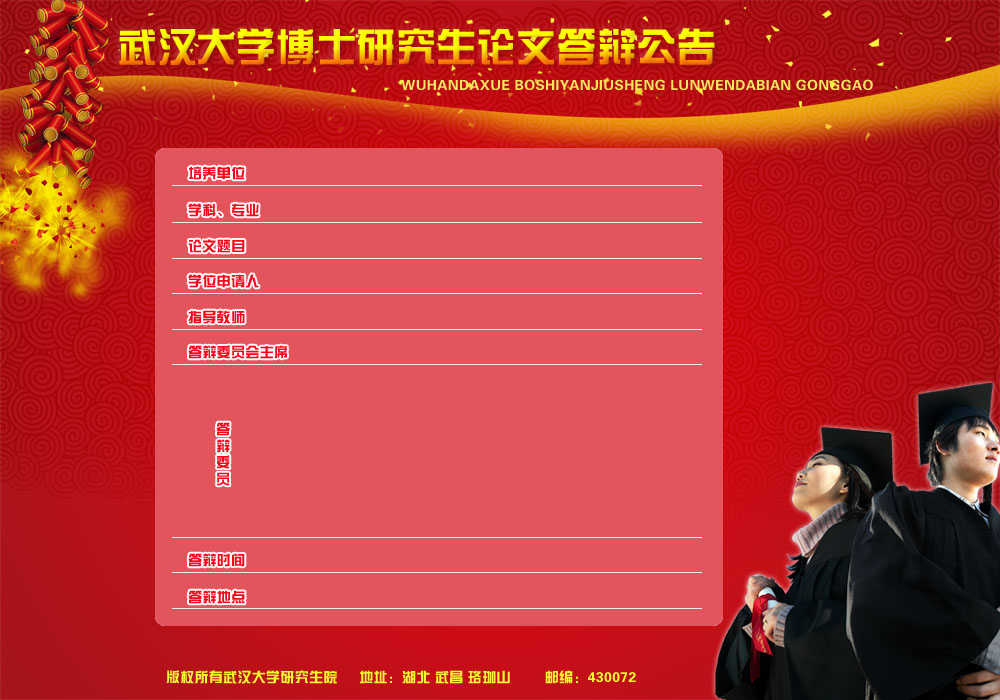 武汉大学博士研究生论文答辩公告
WUHANDAXUE BOSHIYANJIUSHENG LUNWENDABIAN GONGGAO
培养单位
学科、专业
论文题目
学位申请人
指导教师
答辩委员会主席
答辩委员
答辩时间
答辩地点
版权所有武汉大学研究生院 地址：湖北 武昌 珞珈山 邮编：430072